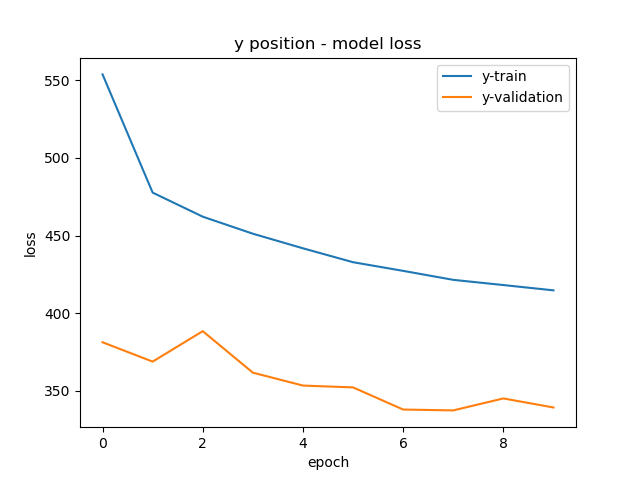 y position - model loss
y-train
y-validation
550
500
450
400
350
loss
0 2 4 6 8
epoch